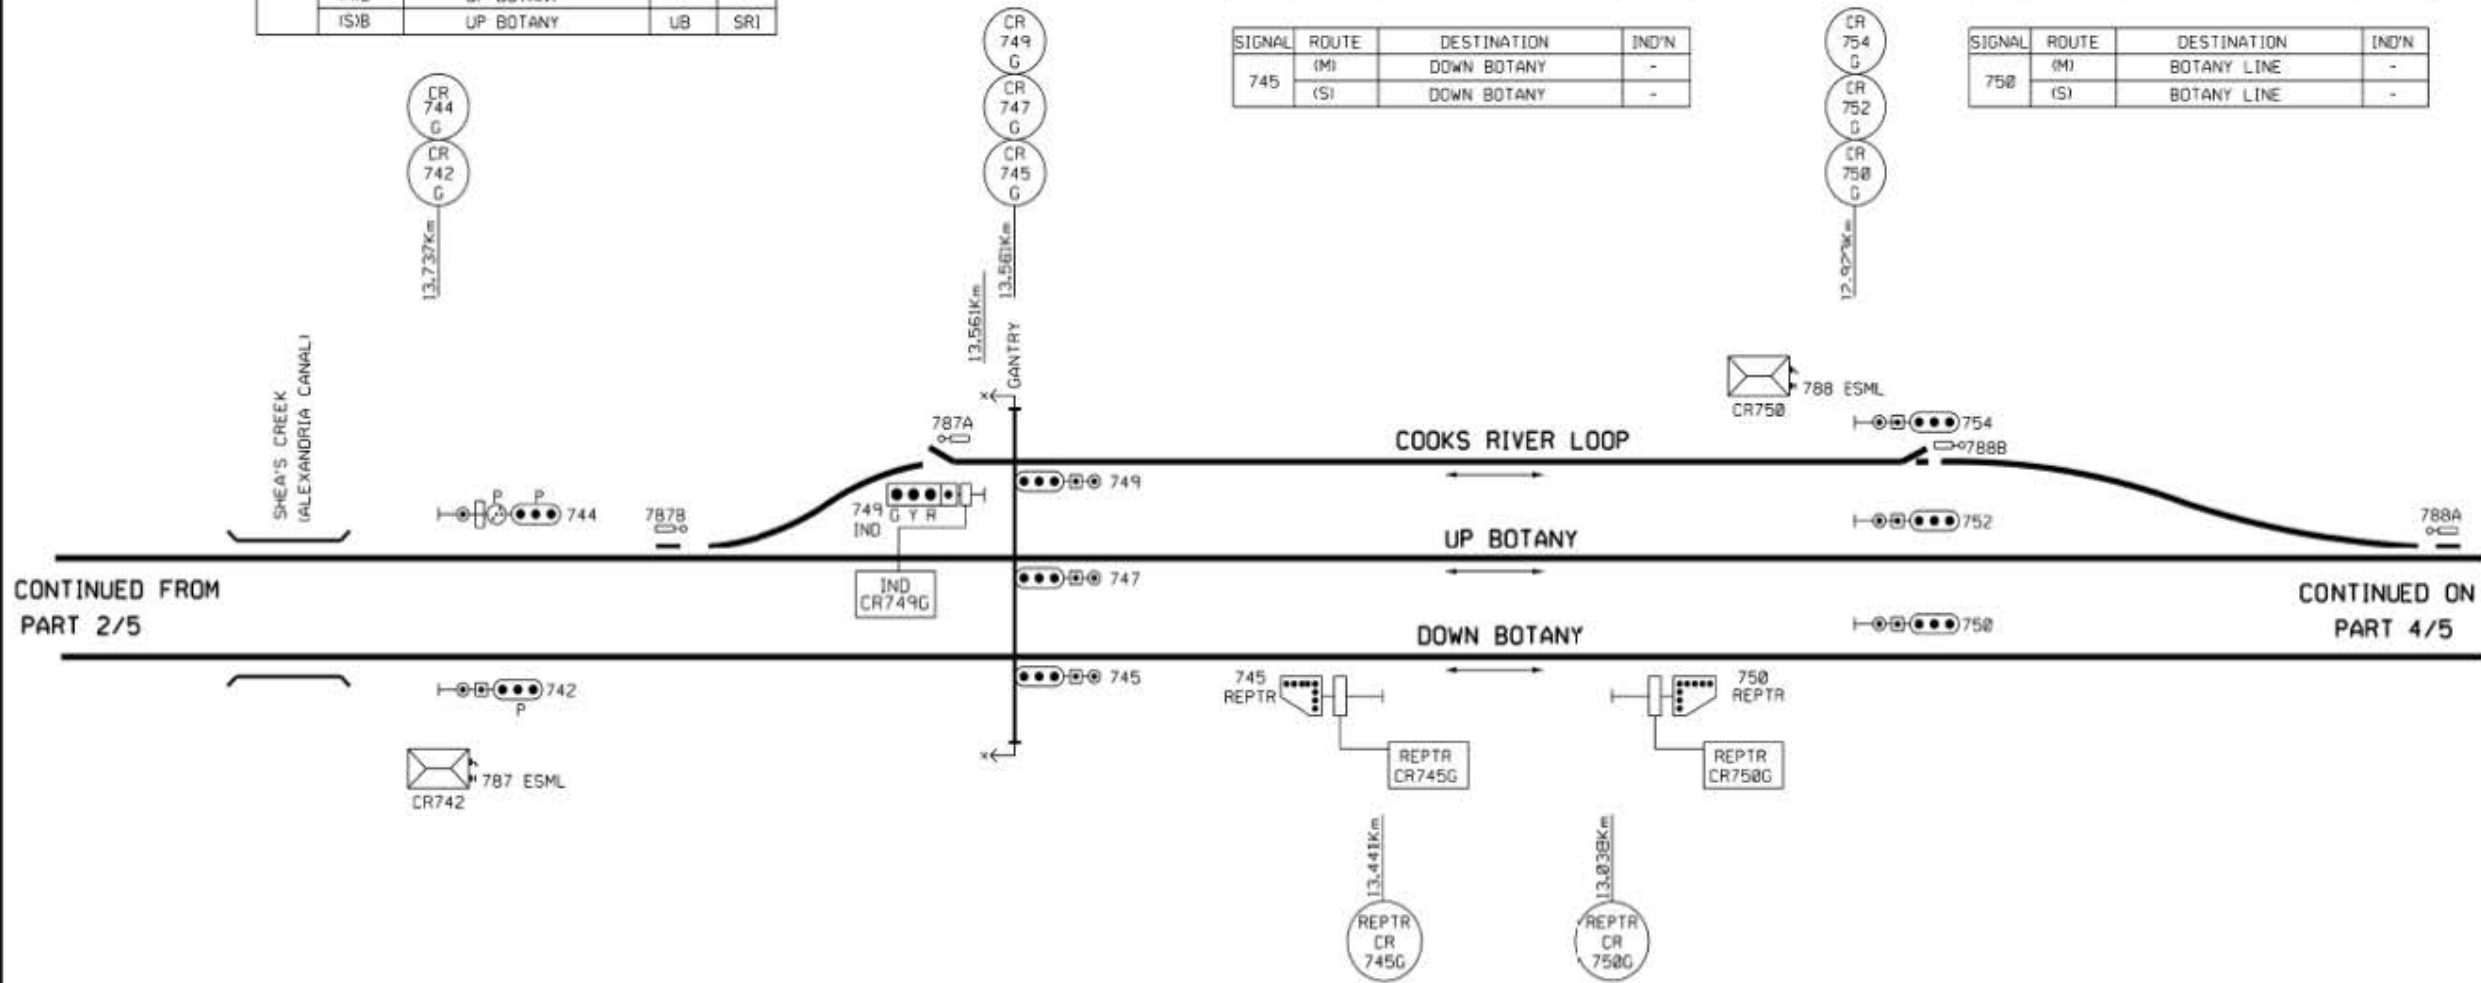 (S)B UP BOTANY UB SRI
CR
744
G
CR
742
G
13.737Km
CR
749
G
CR
747
G
CR
745
G
13.561Km
13.561Km
GANTRY
SIGNAL ROUTE DESTINATION IND'N
745 (M) DOWN BOTANY -
(S) DOWN BOTANY -
CR
754
G
CR
752
G
CR
750
G
12.923Km
SIGNAL ROUTE DESTINATION IND'N
750 (M) BOTANY LINE -
(S) BOTANY LINE -
SHEA'S CREEK
(ALEXANDRIA CANAL)
788 ESML
CR750
787A
COOKS RIVER LOOP
754
788B
749
P P
744
787B
749
IND
G Y R
UP BOTANY
752
788A
IND
CR749G
747
CONTINUED FROM
PART 2/5
CONTINUED ON
PART 4/5
DOWN BOTANY
750
742
P
745
745
REPTR
750
REPTR
787 ESML
CR742
REPTR
CR745G
REPTR
CR750G
13.441Km
13.038Km
REPTR
CR
745G
REPTR
CR
750G